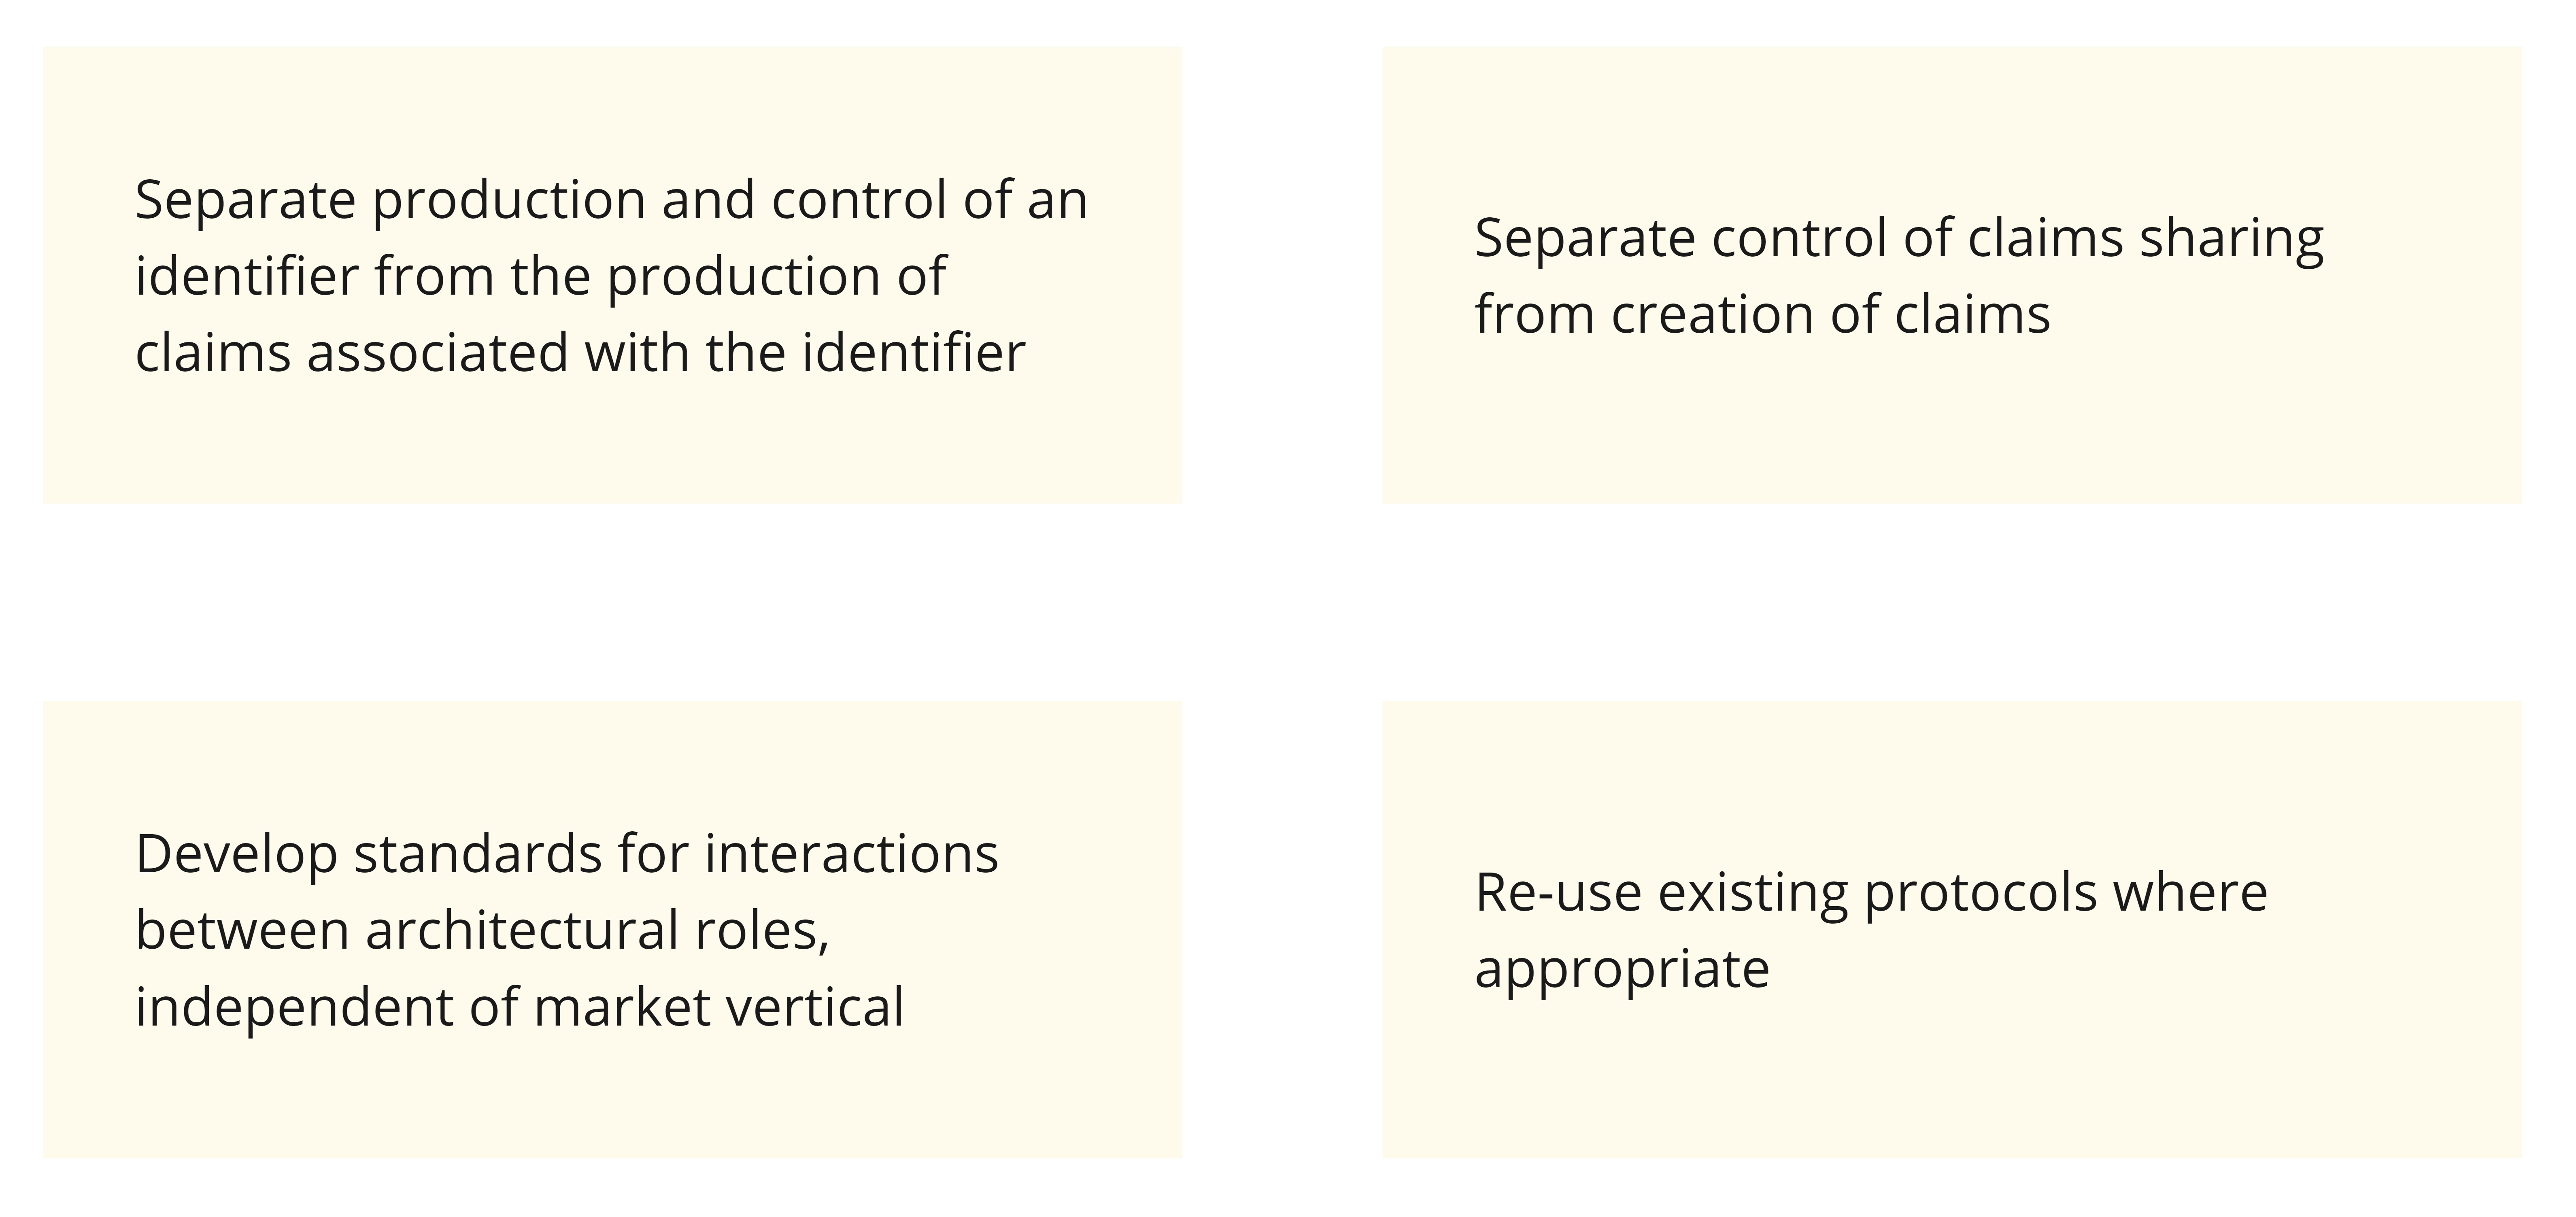 Separate production and control of an
identifier from the production of
claims associated with the identifier
Separate control of claims sharing
from creation of claims
Develop standards for interactions
between architectural roles,
independent of market vertical
Re-use existing protocols where
appropriate